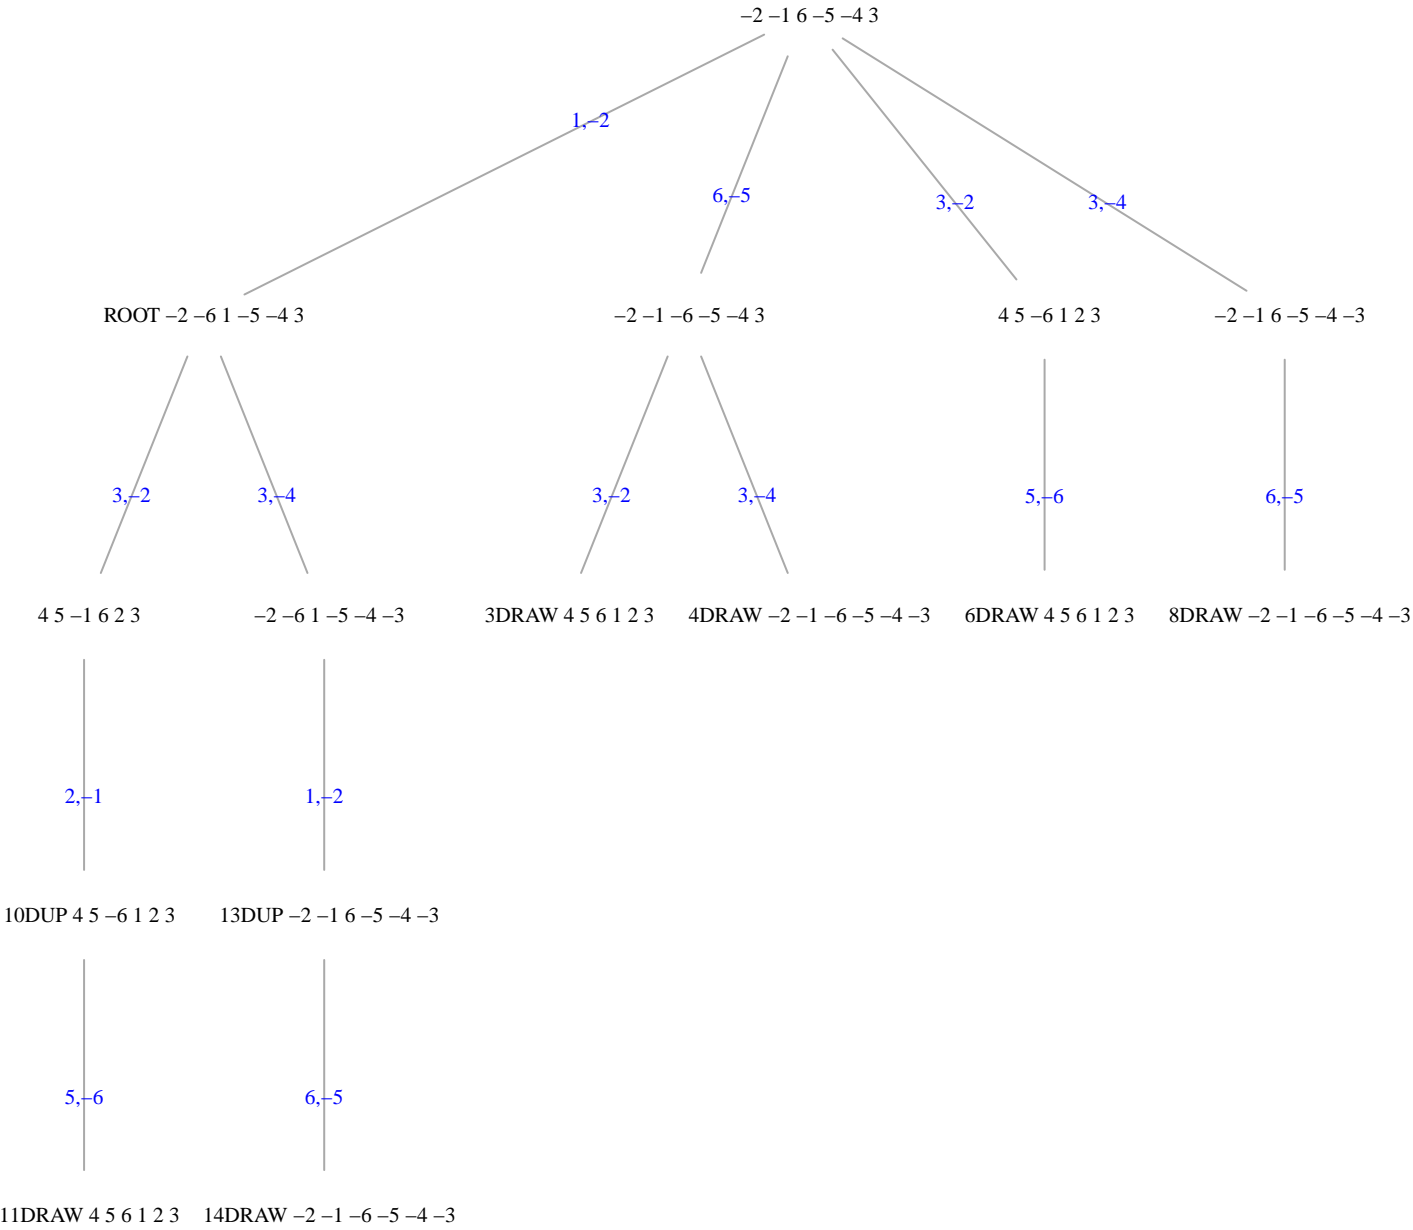 –2 –1 6 –5 –4 3
1,–2
6,–5
3,–2
3,–4
ROOT –2 –6 1 –5 –4 3
–2 –1 –6 –5 –4 3
4 5 –6 1 2 3
–2 –1 6 –5 –4 –3
3,–2
3,–4
3,–2
3,–4
5,–6
6,–5
4 5 –1 6 2 3
–2 –6 1 –5 –4 –3
3DRAW 4 5 6 1 2 3
4DRAW –2 –1 –6 –5 –4 –3
6DRAW 4 5 6 1 2 3
8DRAW –2 –1 –6 –5 –4 –3
2,–1
1,–2
10DUP 4 5 –6 1 2 3
13DUP –2 –1 6 –5 –4 –3
5,–6
6,–5
11DRAW 4 5 6 1 2 3
14DRAW –2 –1 –6 –5 –4 –3